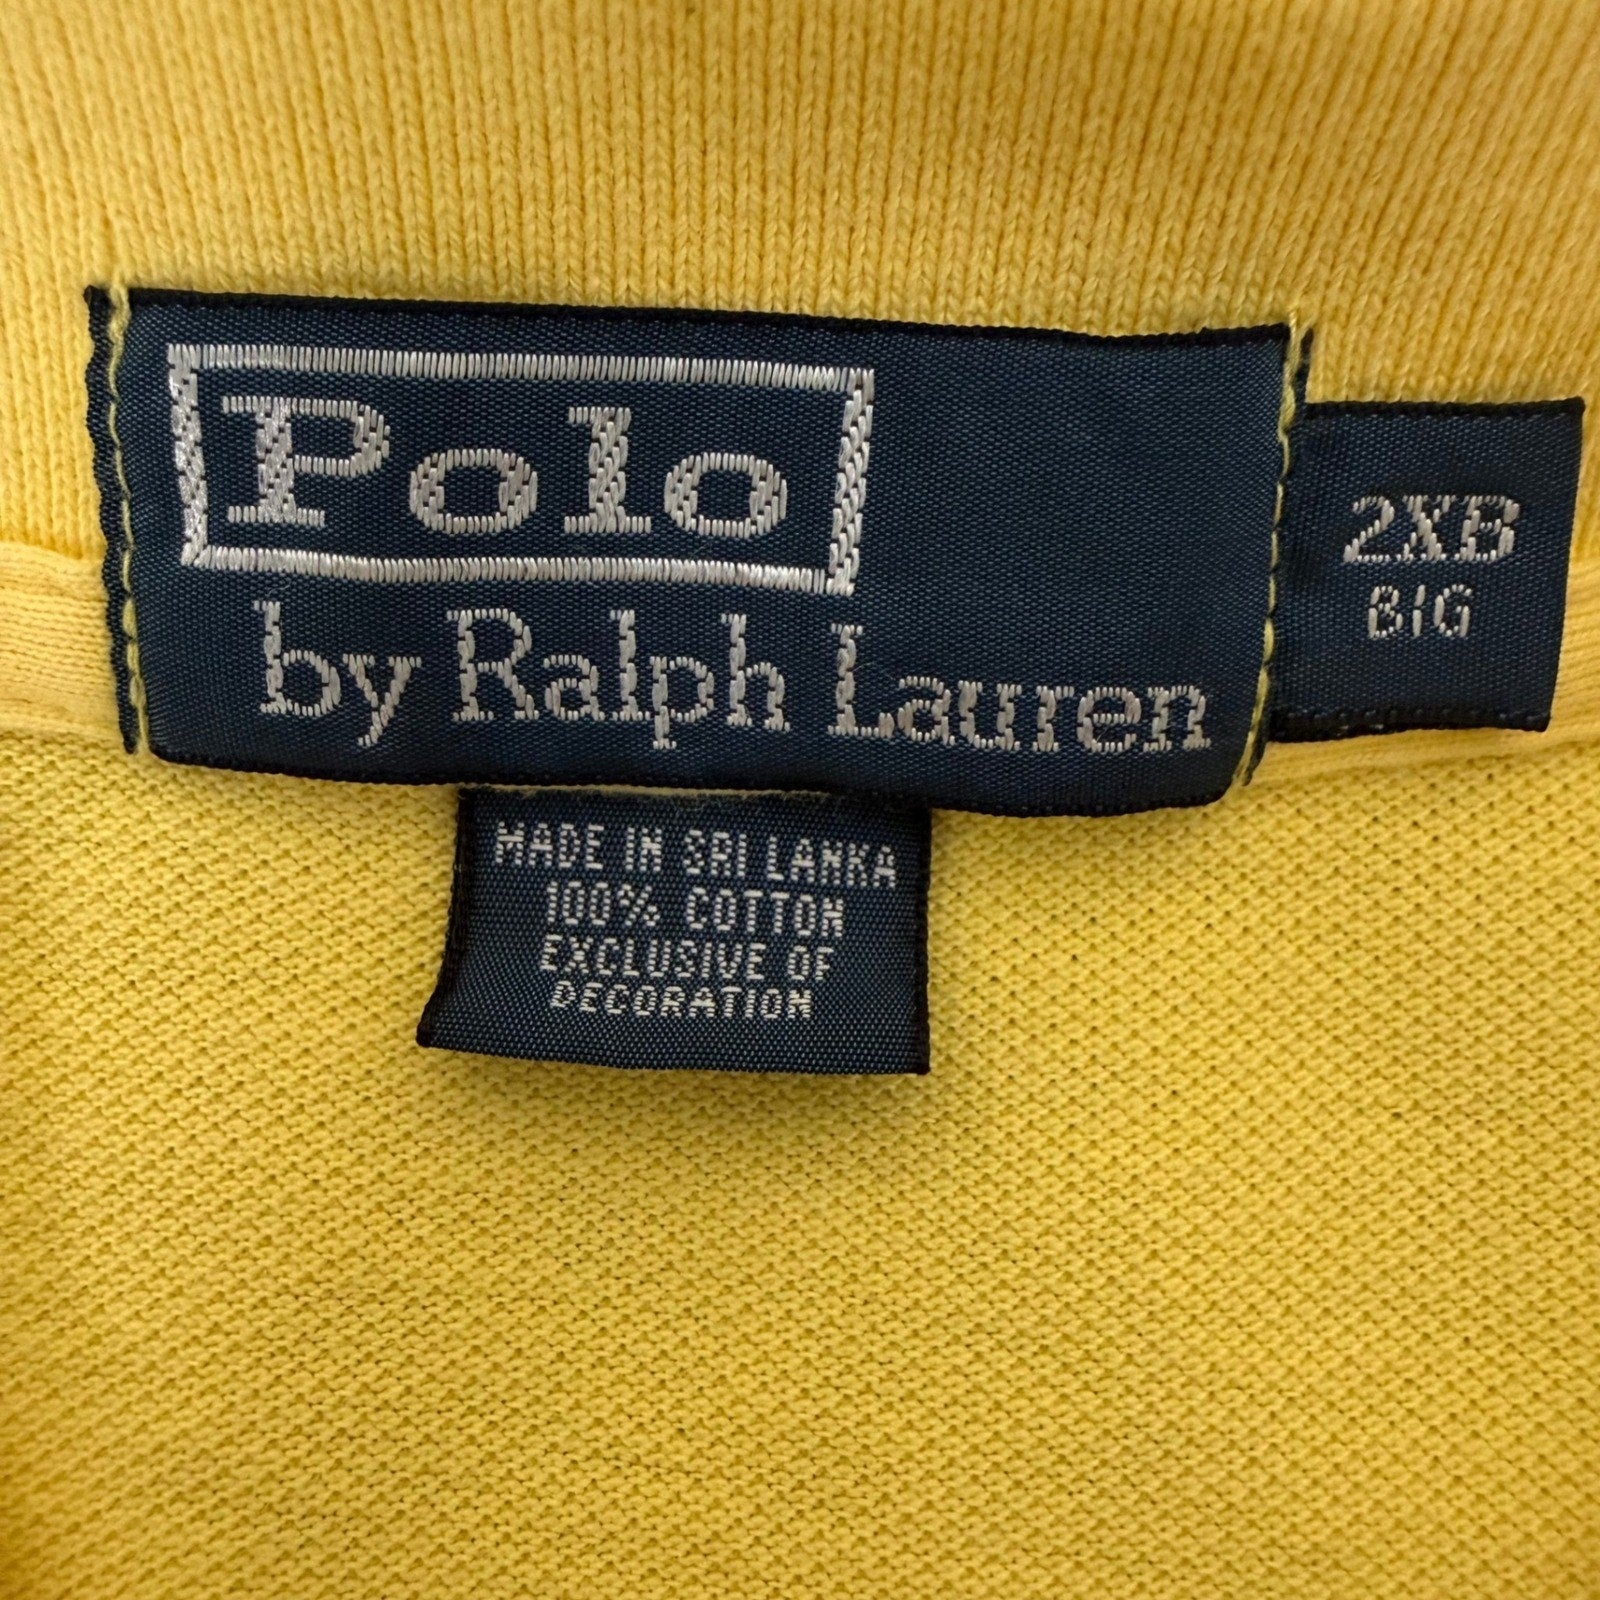 Polo
by Ralph Lauren
2XB
BIG
MADE IN SRI LANKA
100% COTTON
EXCLUSIVE OF
DECORATION